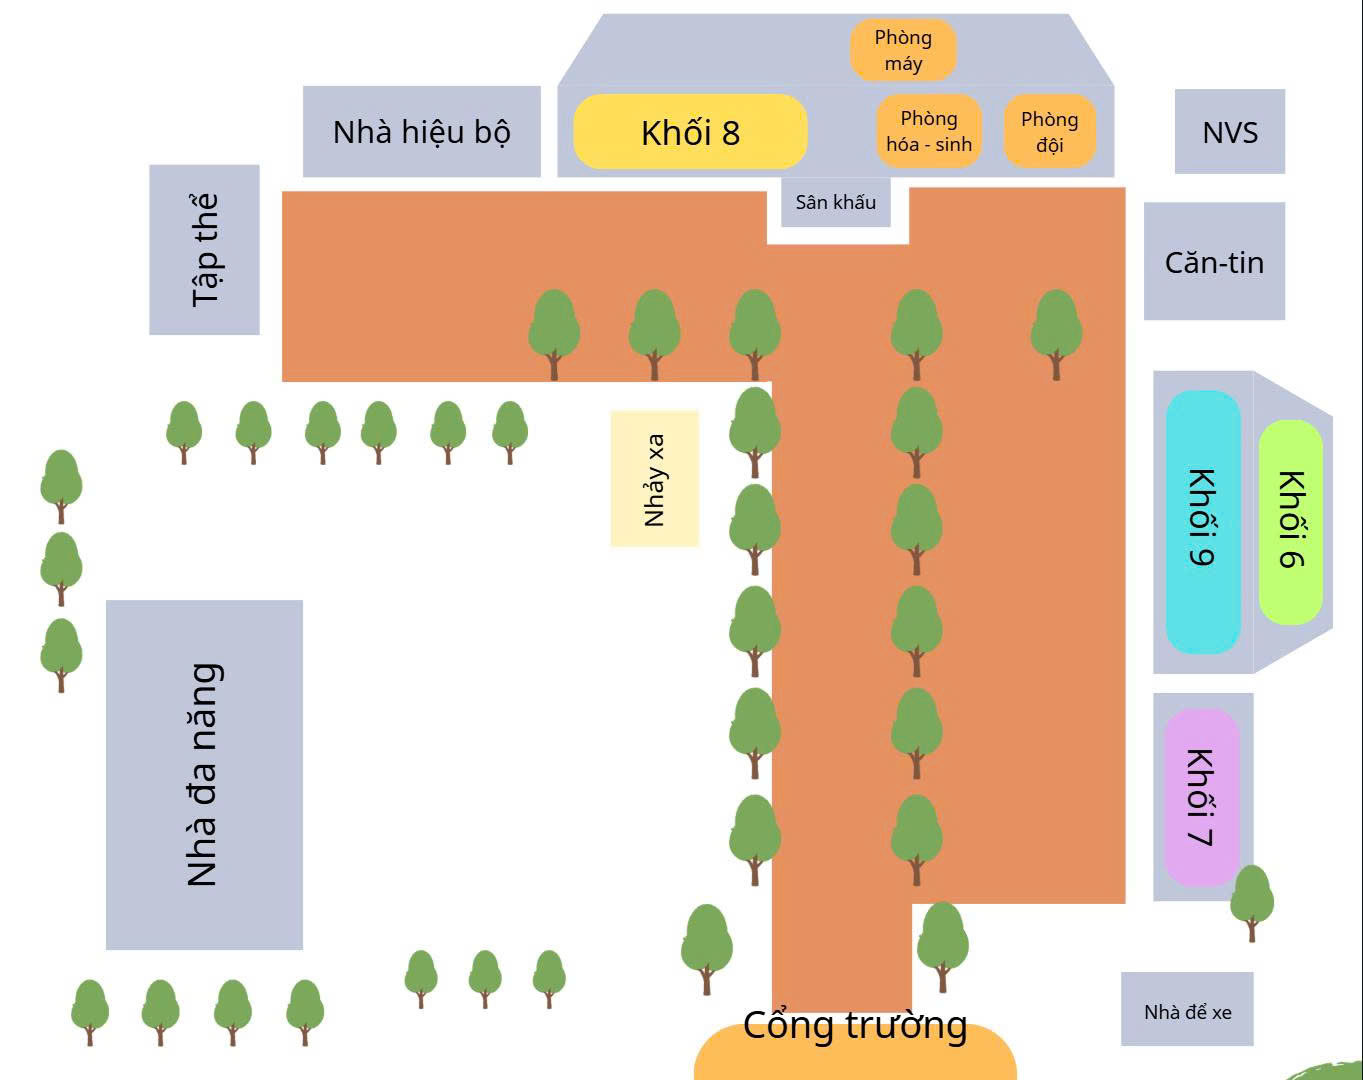 Phòng
máy
Nhà hiệu bộ
Khối 8
Phòng
hóa - sinh
Phòng
đội
NVS
Tập thể
Sân khấu
Căn-tin
Nhảy xa
Khối 9
Khối 6
Nhà đa năng
Khối 7
Nhà để xe
Cổng trường